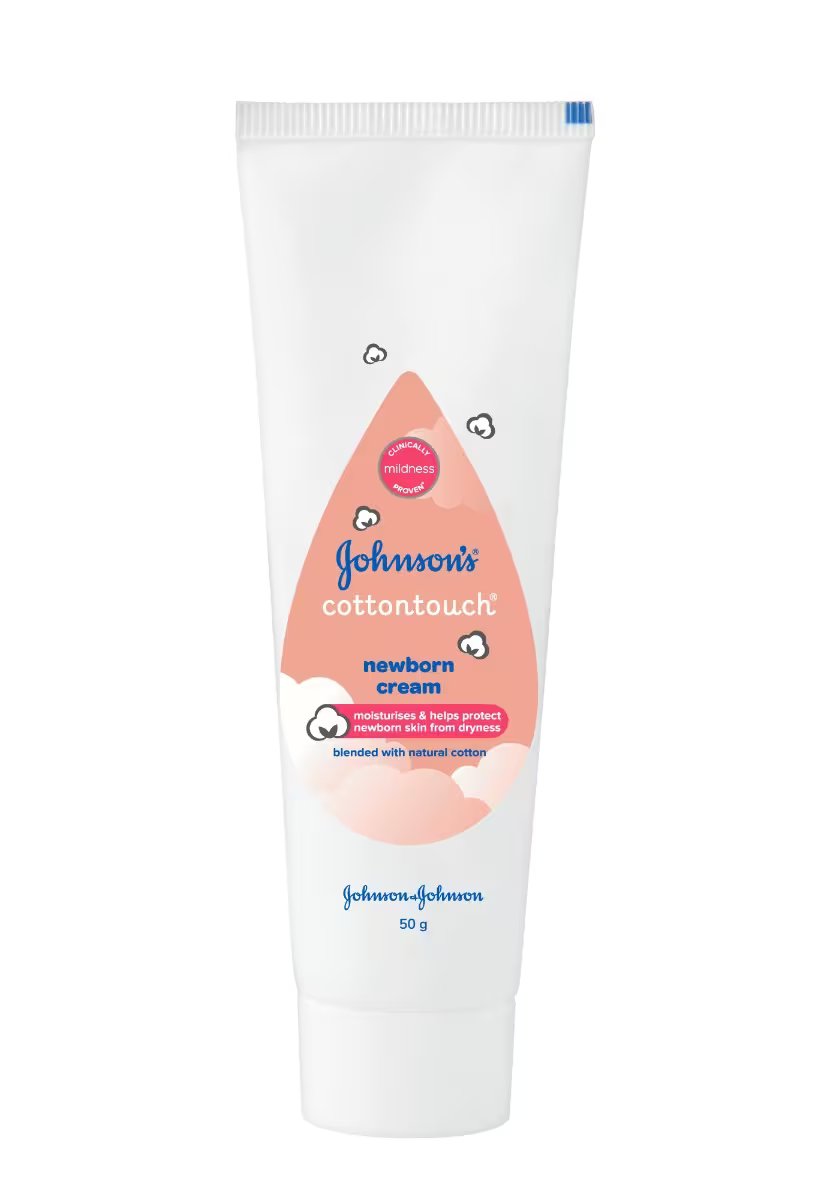 CLINICALLY
mildness
PROVEN*
Johnson's®
cottontouch®
newborn
cream
moisturises & helps protect
newborn skin from dryness
blended with natural cotton
Johnson+Johnson
50 g